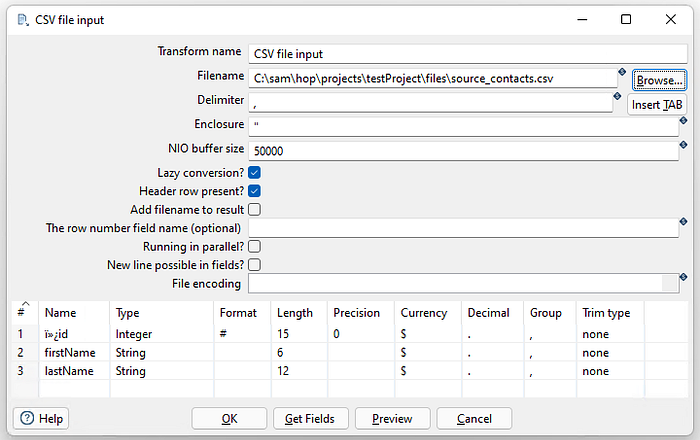 CSV file input
Transform name CSV file input
Filename C:\sam\hop\projects\testProject\files\source_contacts.csv Browse...
Delimiter , Insert TAB
Enclosure "
NIO buffer size 50000
Lazy conversion?
Header row present?
Add filename to result
The row number field name (optional)
Running in parallel?
New line possible in fields?
File encoding
# Name Type Format Length Precision Currency Decimal Group Trim type
1 ï»¿id Integer # 15 0 $ . , none
2 firstName String 6 $ . , none
3 lastName String 12 $ . , none
Help OK Get Fields Preview Cancel